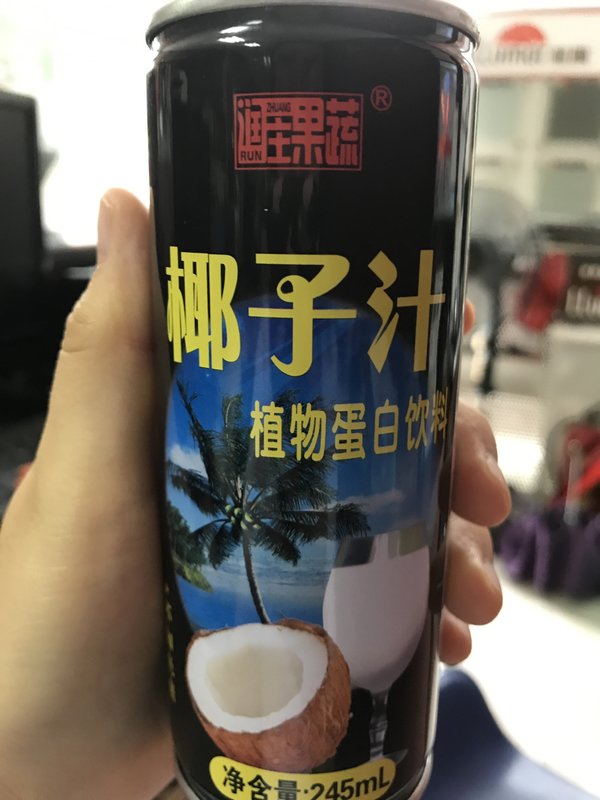 润庄果蔬®
ZHUANG
RUN
椰子汁
植物蛋白饮料
净含量:245mL